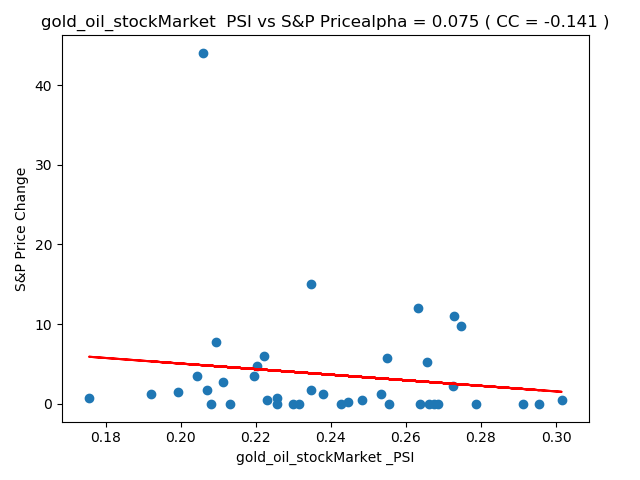 gold_oil_stockMarket  PSI vs S&P Pricealpha = 0.075 ( CC = -0.141 )
40
30
20
10
0
S&P Price Change
0.18 0.20 0.22 0.24 0.26 0.28 0.30
gold_oil_stockMarket _PSI